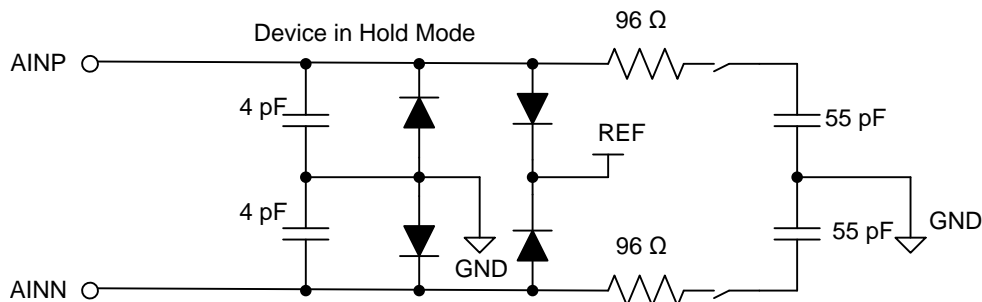 96 Ω
Device in Hold Mode
AINP
4 pF
55 pF
REF
4 pF
GND
55 pF
GND
96 Ω
AINN